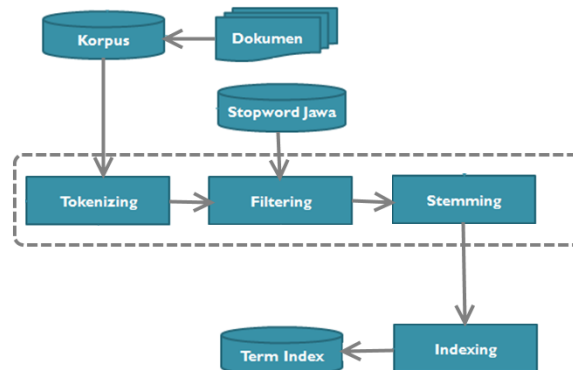 Korpus
Dokumen
Stopword Jawa
Tokenizing
Filtering
Stemming
Term Index
Indexing